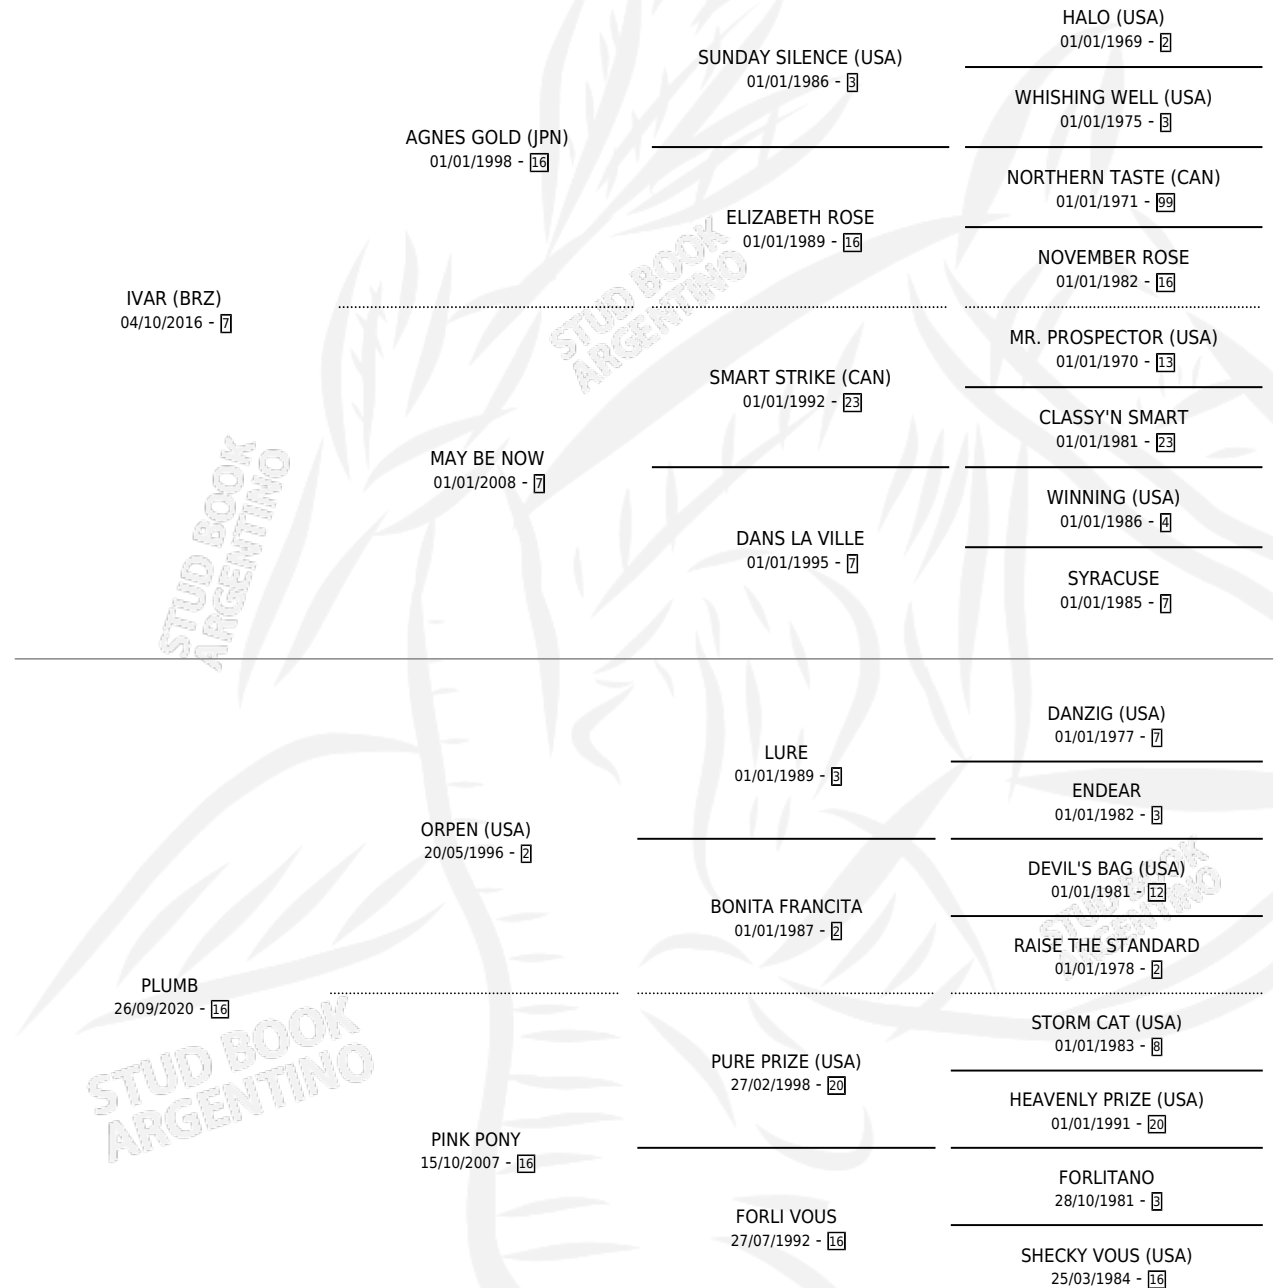 HALO (USA)
01/01/1969 - 2
SUNDAY SILENCE (USA)
01/01/1986 - 3
WHISHING WELL (USA)
01/01/1975 - 3
AGNES GOLD (JPN)
01/01/1998 - 16
NORTHERN TASTE (CAN)
01/01/1971 - 99
ELIZABETH ROSE
01/01/1989 - 16
NOVEMBER ROSE
01/01/1982 - 16
IVAR (BRZ)
04/10/2016 - 7
MR. PROSPECTOR (USA)
01/01/1970 - 13
SMART STRIKE (CAN)
01/01/1992 - 23
CLASSY'N SMART
01/01/1981 - 23
MAY BE NOW
01/01/2008 - 7
WINNING (USA)
01/01/1986 - 4
DANS LA VILLE
01/01/1995 - 7
SYRACUSE
01/01/1985 - 7
DANZIG (USA)
01/01/1977 - 7
LURE
01/01/1989 - 3
ENDEAR
01/01/1982 - 3
ORPEN (USA)
20/05/1996 - 2
DEVIL'S BAG (USA)
01/01/1981 - 12
BONITA FRANCITA
01/01/1987 - 2
RAISE THE STANDARD
01/01/1978 - 2
PLUMB
26/09/2020 - 16
STORM CAT (USA)
01/01/1983 - 8
PURE PRIZE (USA)
27/02/1998 - 20
HEAVENLY PRIZE (USA)
01/01/1991 - 20
PINK PONY
15/10/2007 - 16
FORLITANO
28/10/1981 - 3
FORLI VOUS
27/07/1992 - 16
SHECKY VOUS (USA)
25/03/1984 - 16
STUD BOOK
ARGENTINO
STUD BOOK
ARGENTINO
STUD BOOK
ARGENTINO
STUD BOOK
ARGENTINO